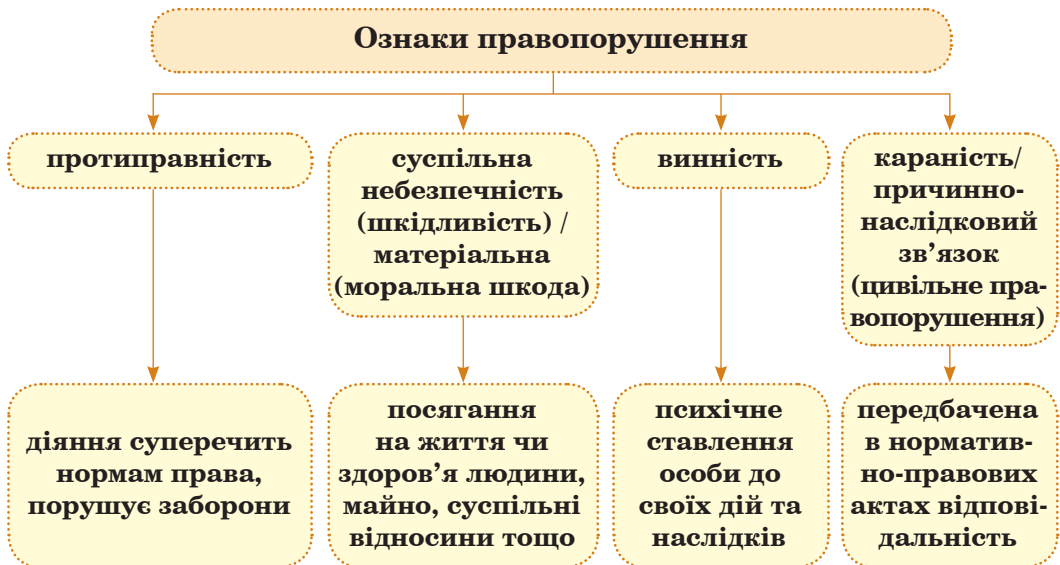 Ознаки правопорушення
протиправність
суспільна
небезпечність
(шкідливість) /
матеріальна
(моральна шкода)
винність
караність/
причинно-
наслідковий
зв’язок
(цивільне пра-
вопорушення)
діяння суперечить
нормам права,
порушує заборони
посягання
на життя чи
здоров’я людини,
майно, суспільні
відносини тощо
психічне
ставлення
особи до
своїх дій та
наслідків
передбачена
в норматив-
но-правових
актах відпові-
дальність